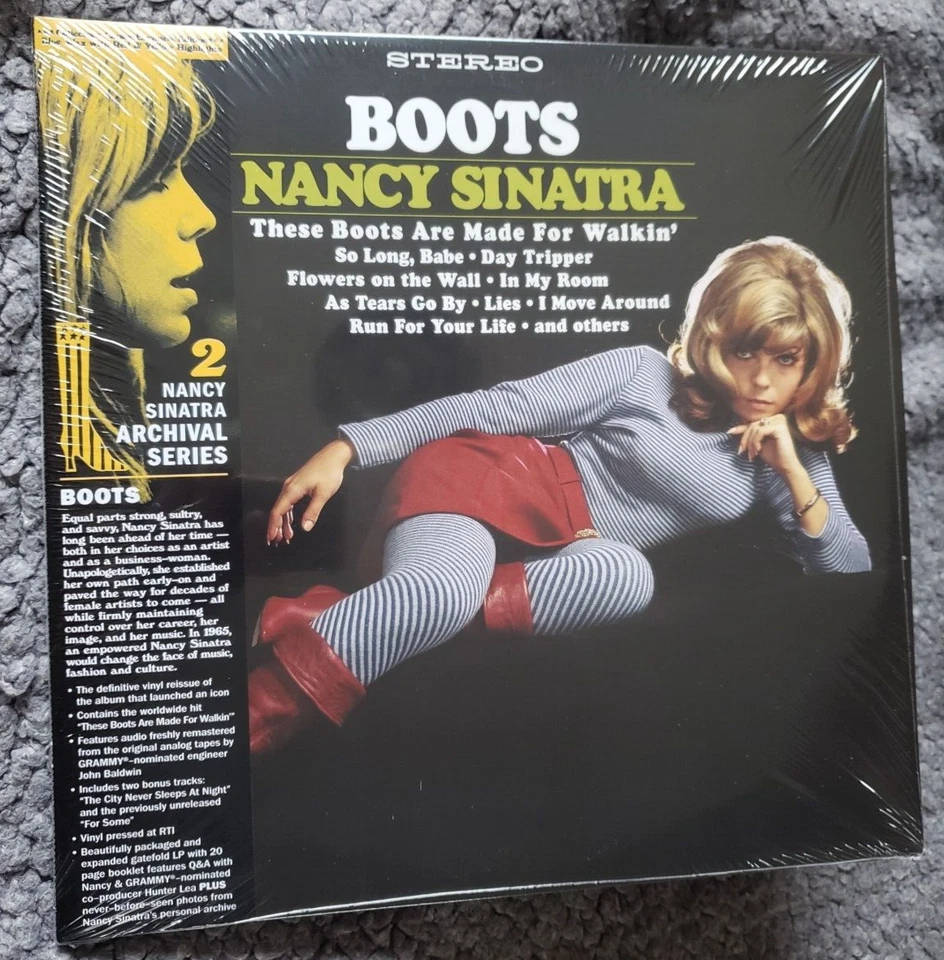 Blue Wax with Red & Yellow Highlights
STEREO
BOOTS
NANCY SINATRA
These Boots Are Made For Walkin'
So Long, Babe • Day Tripper
Flowers on the Wall • In My Room
As Tears Go By • Lies • I Move Around
Run For Your Life • and others
2
NANCY
SINATRA
ARCHIVAL
SERIES
BOOTS
Equal parts strong, sultry,
and savvy, Nancy Sinatra has
long been ahead of her time —
both in her choices as an artist
and as a business-woman.
Unapologetically, she established
her own path early-on and
paved the way for decades of
female artists to come — all
while firmly maintaining
control over her career, her
image, and her music. In 1965,
an empowered Nancy Sinatra
would change the face of music,
fashion and culture.
• The definitive vinyl reissue of
the album that launched an icon
• Contains the worldwide hit
"These Boots Are Made For Walkin'"
• Features audio freshly remastered
from the original analog tapes by
GRAMMY®-nominated engineer
John Baldwin
• Includes two bonus tracks:
"The City Never Sleeps At Night"
and the previously unreleased
"For Some"
• Vinyl pressed at RTI
• Beautifully packaged and
expanded gatefold LP with 20
page booklet features Q&A with
Nancy & GRAMMY®-nominated
co-producer Hunter Lea PLUS
never-before-seen photos from
Nancy Sinatra's personal archive